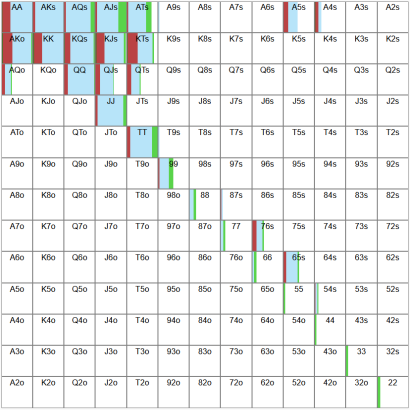 AA AKs AQs AJs ATs A9s A8s A7s A6s A5s A4s A3s A2s
AKo KK KQs KJs KTs K9s K8s K7s K6s K5s K4s K3s K2s
AQo KQo QQ QJs QTs Q9s Q8s Q7s Q6s Q5s Q4s Q3s Q2s
AJo KJo QJo JJ JTs J9s J8s J7s J6s J5s J4s J3s J2s
ATo KTo QTo JTo TT T9s T8s T7s T6s T5s T4s T3s T2s
A9o K9o Q9o J9o T9o 99 98s 97s 96s 95s 94s 93s 92s
A8o K8o Q8o J8o T8o 98o 88 87s 86s 85s 84s 83s 82s
A7o K7o Q7o J7o T7o 97o 87o 77 76s 75s 74s 73s 72s
A6o K6o Q6o J6o T6o 96o 86o 76o 66 65s 64s 63s 62s
A5o K5o Q5o J5o T5o 95o 85o 75o 65o 55 54s 53s 52s
A4o K4o Q4o J4o T4o 94o 84o 74o 64o 54o 44 43s 42s
A3o K3o Q3o J3o T3o 93o 83o 73o 63o 53o 43o 33 32s
A2o K2o Q2o J2o T2o 92o 82o 72o 62o 52o 42o 32o 22